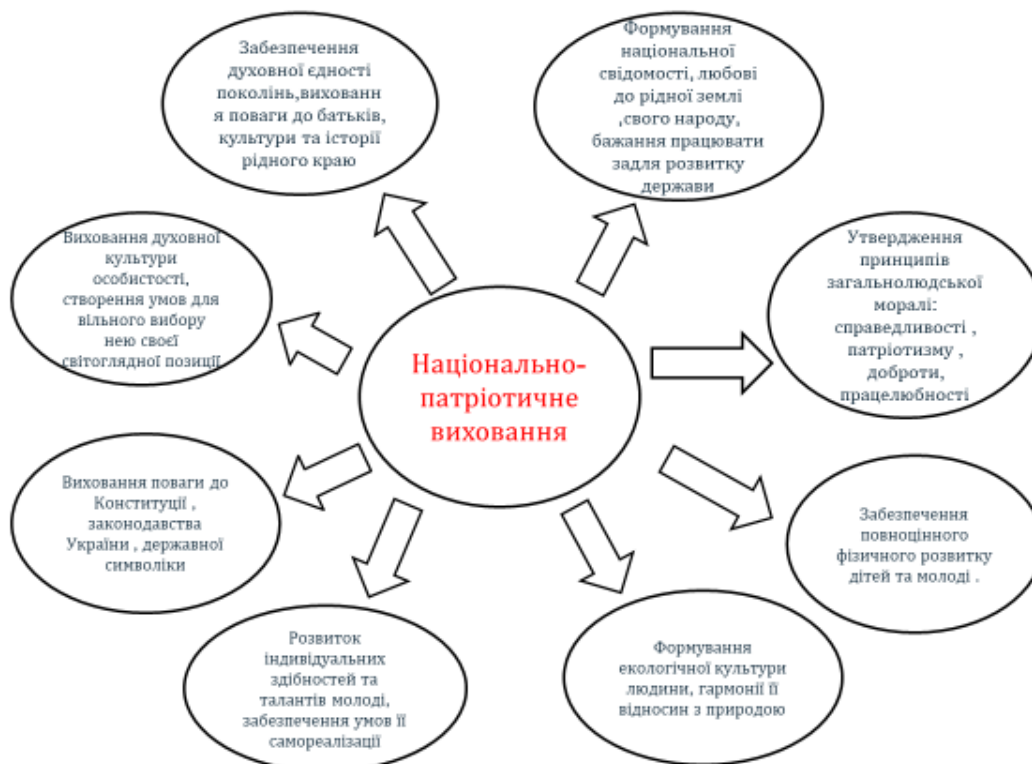 Забезпечення
духовної єдності
поколінь,виховання
я поваги до батьків,
культури та історії
рідного краю
Формування
національної
свідомості, любові
до рідної землі
,свого народу,
бажання працювати
задля розвитку
держави
Виховання духовної
культури
особистості,
створення умов для
вільного вибору
нею своєї
світоглядної позиції
Утвердження
принципів
загальнолюдської
моралі:
справедливості ,
патріотизму ,
доброти,
працелюбності
Національно-
патріотичне
виховання
Виховання поваги до
Конституції ,
законодавства
України , державної
символіки
Забезпечення
повноцінного
фізичного розвитку
дітей та молоді .
Розвиток
індивідуальних
здібностей та
талантів молоді,
забезпечення умов її
самореалізації
Формування
екологічної культури
людини, гармонії її
відносин з природою